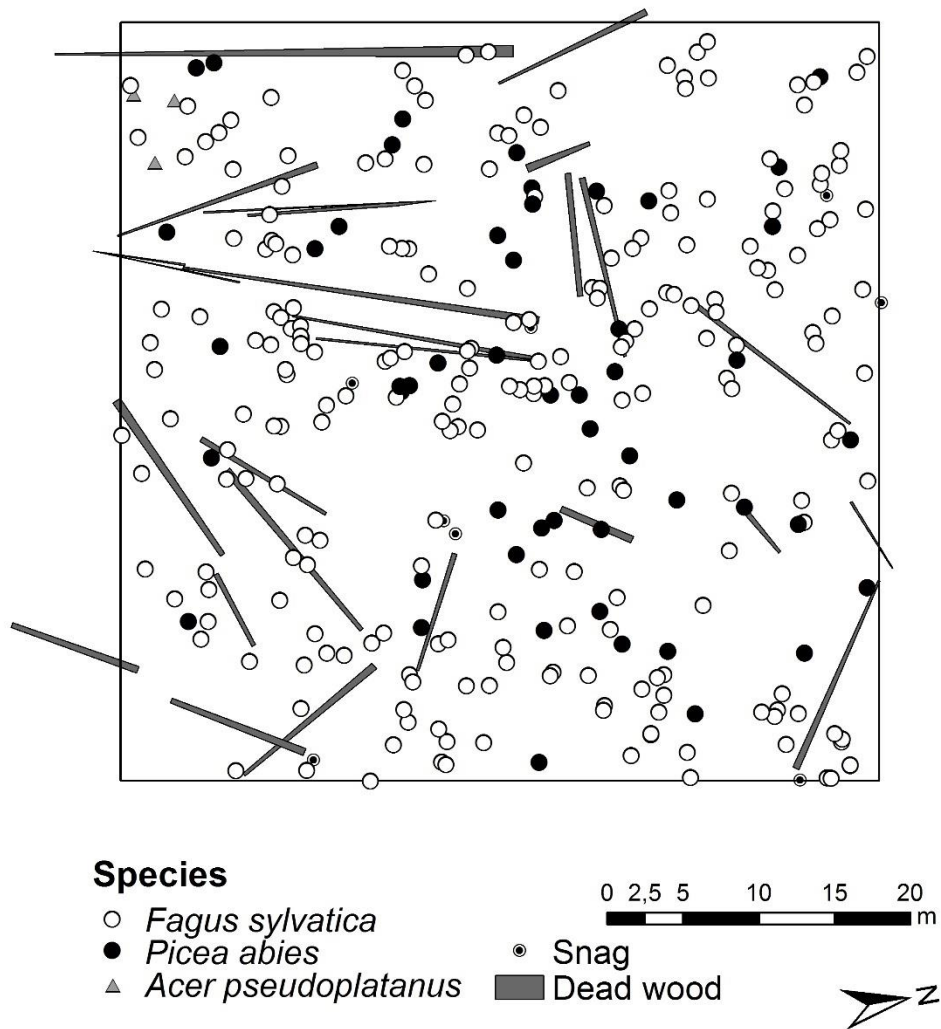 Species
Fagus sylvatica
Picea abies
Acer pseudoplatanus
0 2,5 5 10 15 20
m
Snag
Dead wood
N